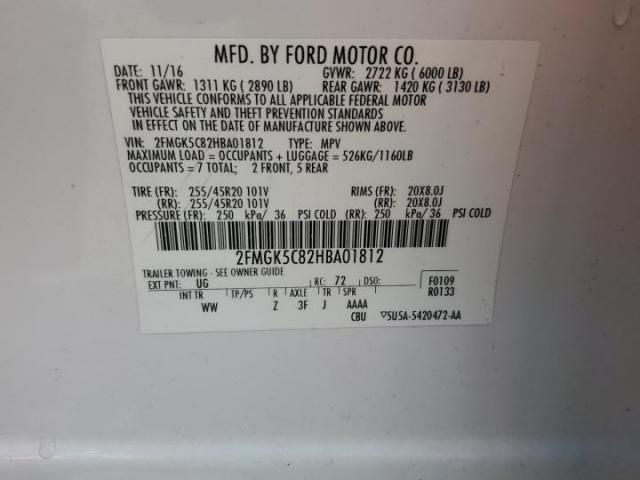 MFD. BY FORD MOTOR CO.
DATE: 11/16 GVWR: 2722 KG ( 6000 LB)
FRONT GAWR: 1311 KG ( 2890 LB) REAR GAWR: 1420 KG ( 3130 LB)
THIS VEHICLE CONFORMS TO ALL APPLICABLE FEDERAL MOTOR
VEHICLE SAFETY AND THEFT PREVENTION STANDARDS
IN EFFECT ON THE DATE OF MANUFACTURE SHOWN ABOVE.
VIN: 2FMGK5C82HBA01812 TYPE: MPV
MAXIMUM LOAD = OCCUPANTS + LUGGAGE = 526KG/1160LB
OCCUPANTS = 7 TOTAL; 2 FRONT, 5 REAR
TIRE (FR): 255/45R20 101V RIMS (FR): 20X8.0J
(RR): 255/45R20 101V (RR): 20X8.0J
PRESSURE (FR): 250 kPa/ 36 PSI COLD (RR): 250 kPa/ 36 PSI COLD
2FMGK5C82HBA01812
TRAILER TOWING - SEE OWNER GUIDE
EXT PNT: UG RC: 72 DSO: F0109
R0133
INT TR TP/PS R AXLE TR SPR
WW Z 3F J AAAA
CBU ▽5U5A-5420472-AA